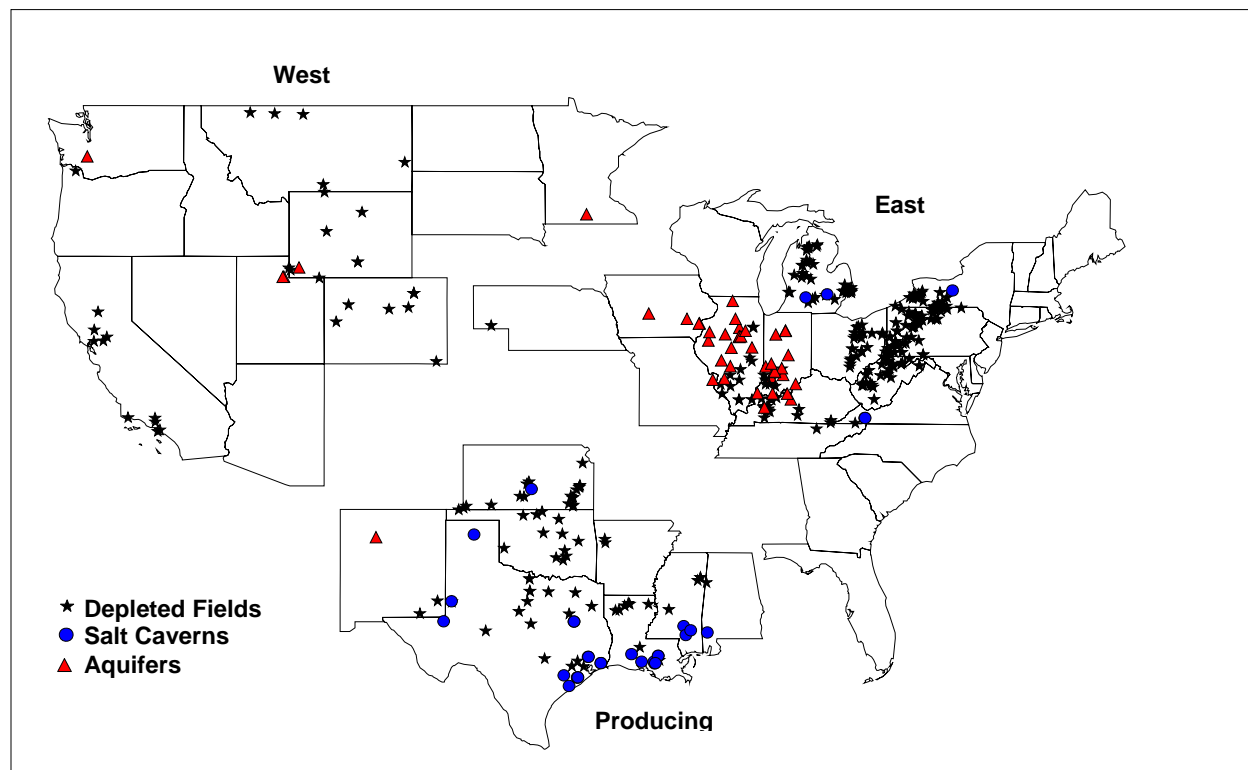 West
East
Depleted Fields
Salt Caverns
Aquifers
Producing